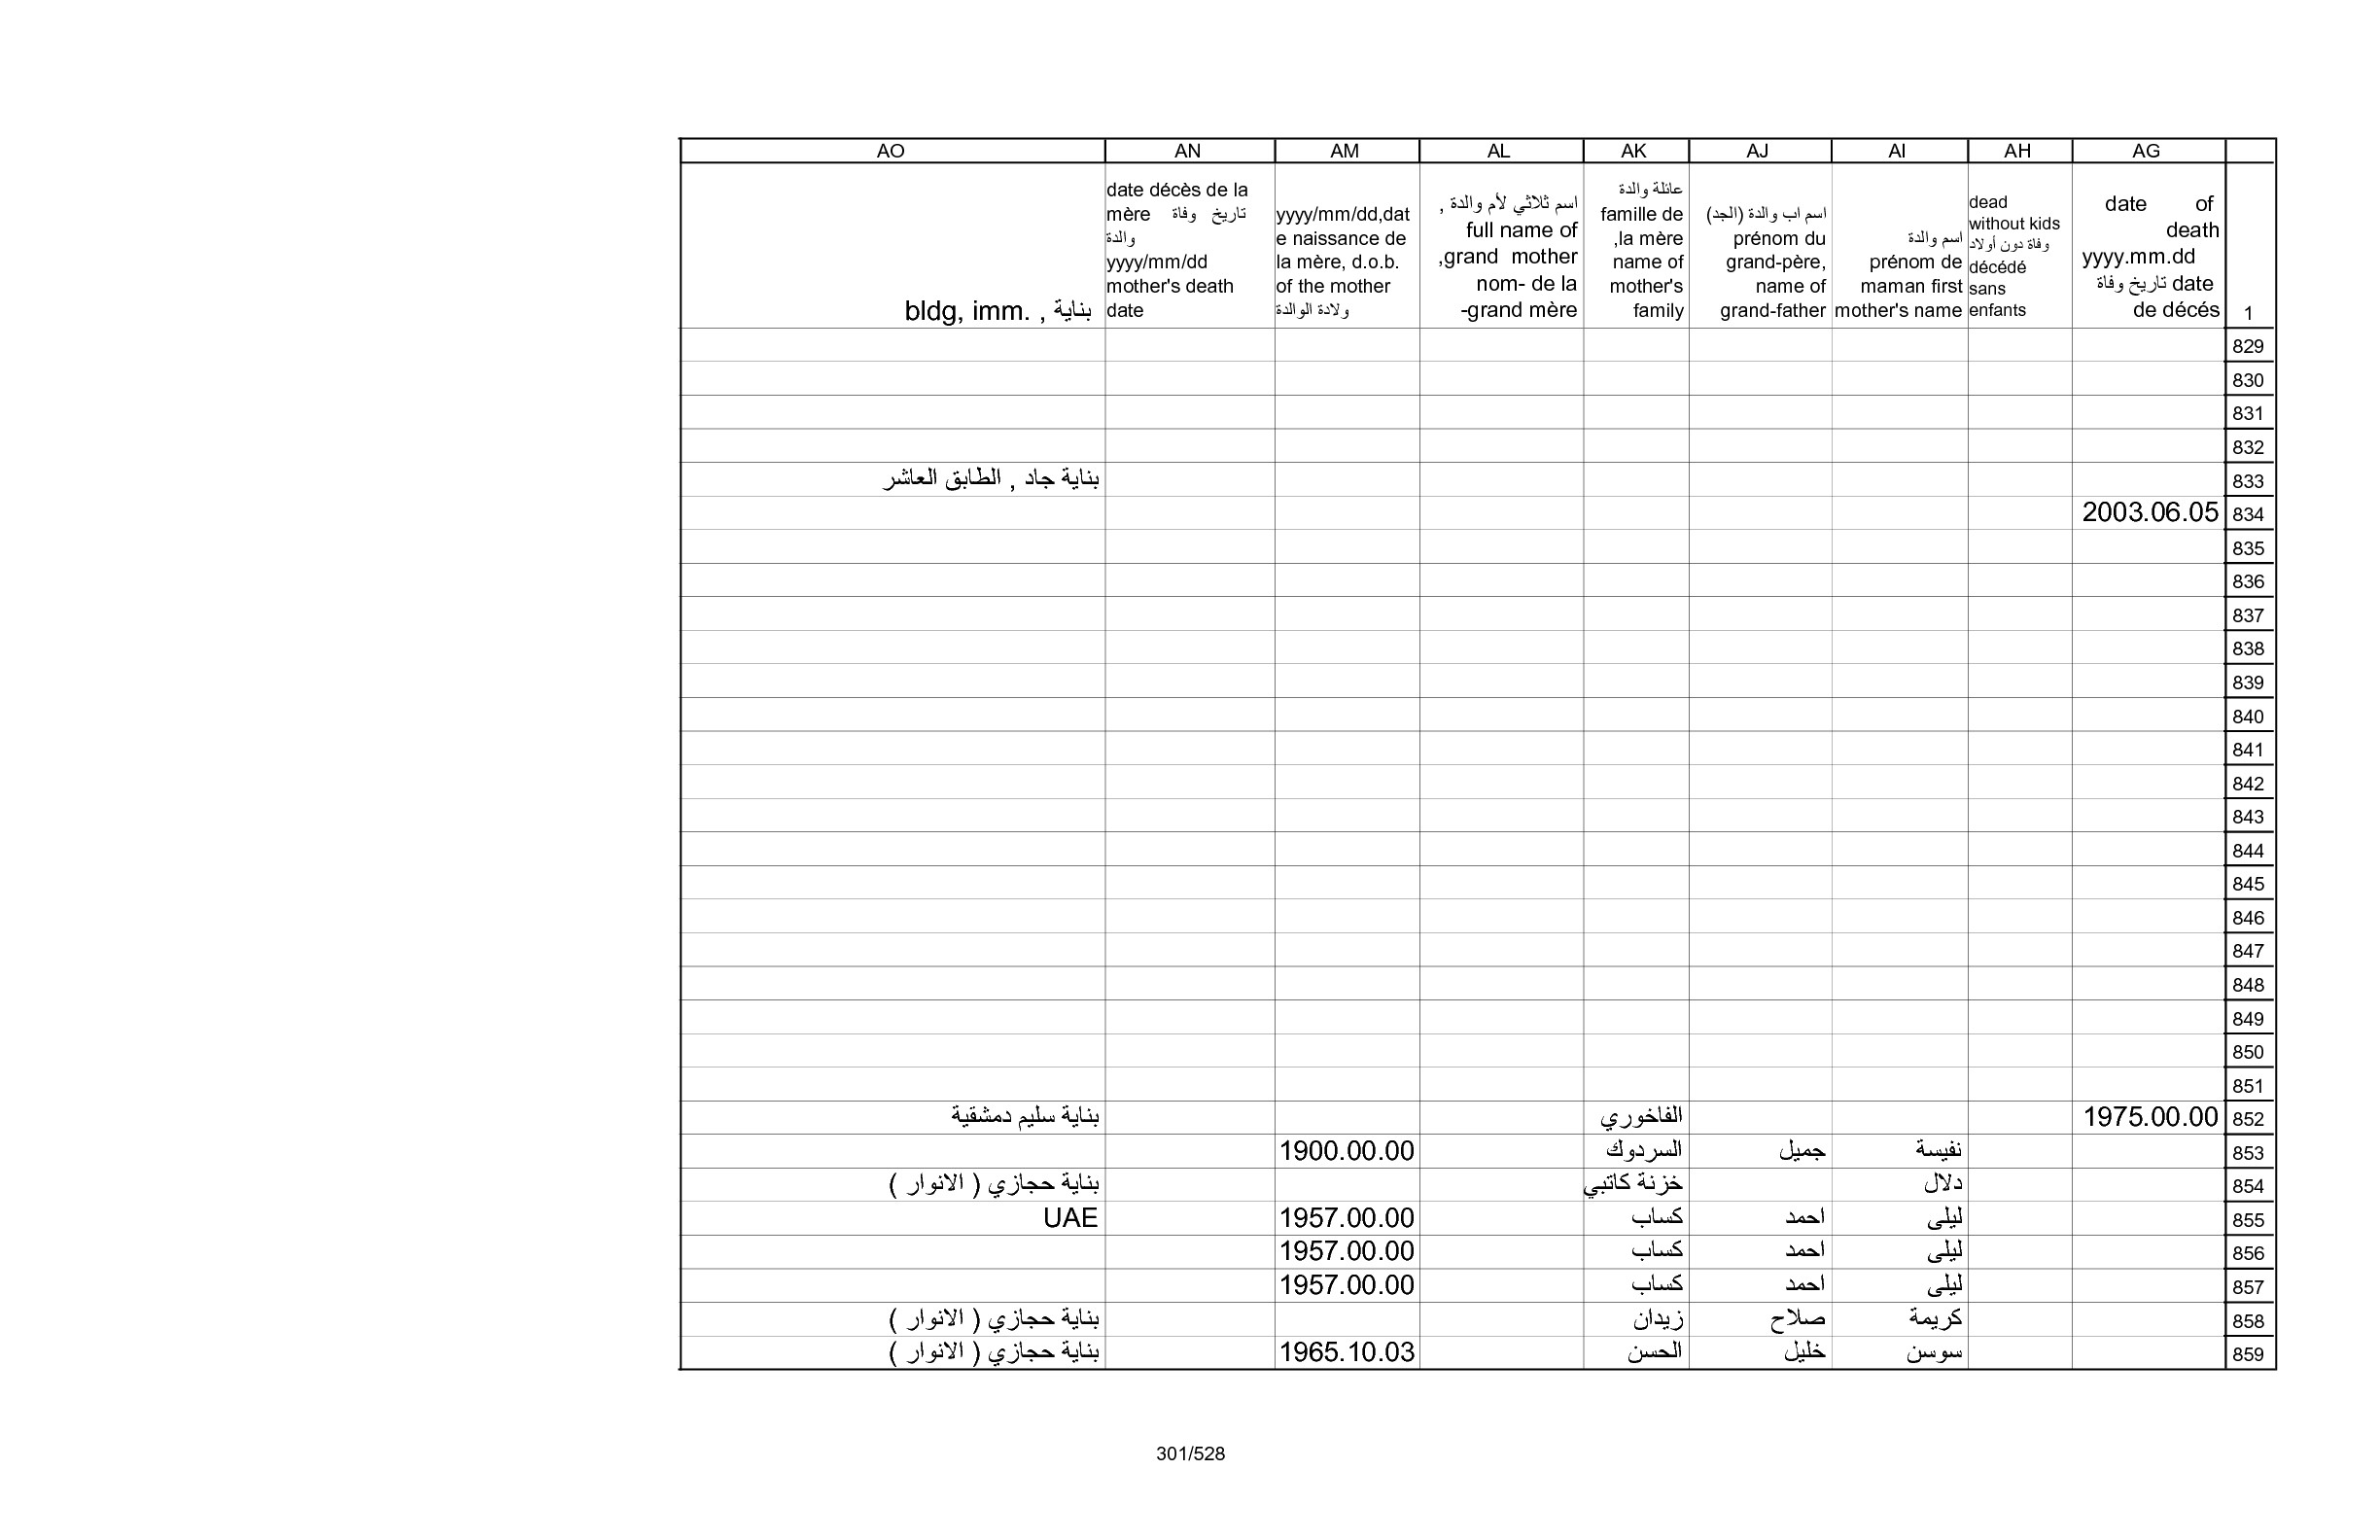 AG AH AI AJ AK AL AM AN AO
1
date of
death
yyyy.mm.dd
date تاريخ وفاة
de décés
dead
without kids
وفاة دون أولاد
décédé
sans
enfants
اسم والدة
prénom de
maman first
mother's name
اسم اب والدة (الجد)
prénom du
grand-père,
name of
grand-father
عائلة والدة
famille de
la mère,
name of
mother's
family
اسم ثلاثي لأم والدة ,
full name of
grand mother,
nom- de la
grand mère-
yyyy/mm/dd,dat
e naissance de
la mère, d.o.b.
of the mother
ولادة الوالدة
date décès de la
mère تاريخ وفاة
والدة
yyyy/mm/dd
mother's death
date
بناية , .bldg, imm
829
830
831
832
833 بناية جاد , الطابق العاشر
834 2003.06.05
835
836
837
838
839
840
841
842
843
844
845
846
847
848
849
850
851
852 1975.00.00 الفاخوري بناية سليم دمشقية
853 نفيسة جميل السردوك 1900.00.00
854 دلال خزنة كاتبي بناية حجازي ( الانوار )
855 ليلى احمد كساب 1957.00.00 UAE
856 ليلى احمد كساب 1957.00.00
857 ليلى احمد كساب 1957.00.00
858 كريمة صلاح زيدان بناية حجازي ( الانوار )
859 سوسن خليل الحسن 1965.10.03 بناية حجازي ( الانوار )
301/528